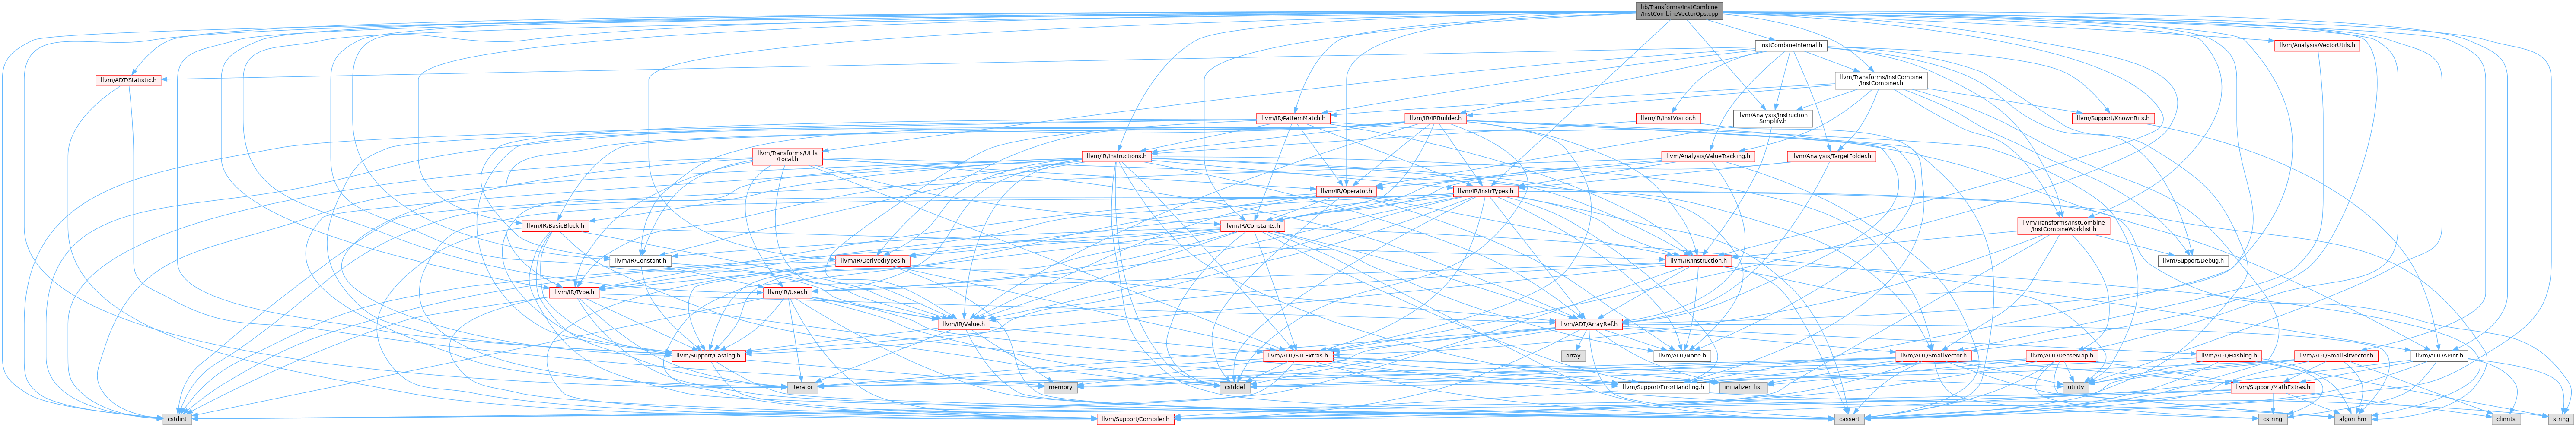 lib/Transforms/InstCombine
/InstCombineVectorOps.cpp
InstCombineInternal.h
llvm/Analysis/VectorUtils.h
llvm/ADT/Statistic.h
llvm/Transforms/InstCombine
/InstCombiner.h
llvm/IR/PatternMatch.h
llvm/IR/IRBuilder.h
llvm/IR/InstVisitor.h
llvm/Analysis/Instruction
Simplify.h
llvm/Support/KnownBits.h
llvm/Transforms/Utils
/Local.h
llvm/IR/Instructions.h
llvm/Analysis/ValueTracking.h
llvm/Analysis/TargetFolder.h
llvm/IR/Operator.h
llvm/IR/InstrTypes.h
llvm/IR/BasicBlock.h
llvm/IR/Constants.h
llvm/Transforms/InstCombine
/InstCombineWorklist.h
llvm/IR/Constant.h
llvm/IR/DerivedTypes.h
llvm/IR/Instruction.h
llvm/Support/Debug.h
llvm/IR/Type.h
llvm/IR/User.h
llvm/IR/Value.h
llvm/ADT/ArrayRef.h
llvm/Support/Casting.h
llvm/ADT/STLExtras.h
array
llvm/ADT/None.h
llvm/ADT/SmallVector.h
llvm/ADT/DenseMap.h
llvm/ADT/Hashing.h
llvm/ADT/SmallBitVector.h
llvm/ADT/APInt.h
iterator
memory
cstddef
llvm/Support/ErrorHandling.h
initializer_list
utility
llvm/Support/MathExtras.h
cstdint
llvm/Support/Compiler.h
cassert
cstring
algorithm
climits
string